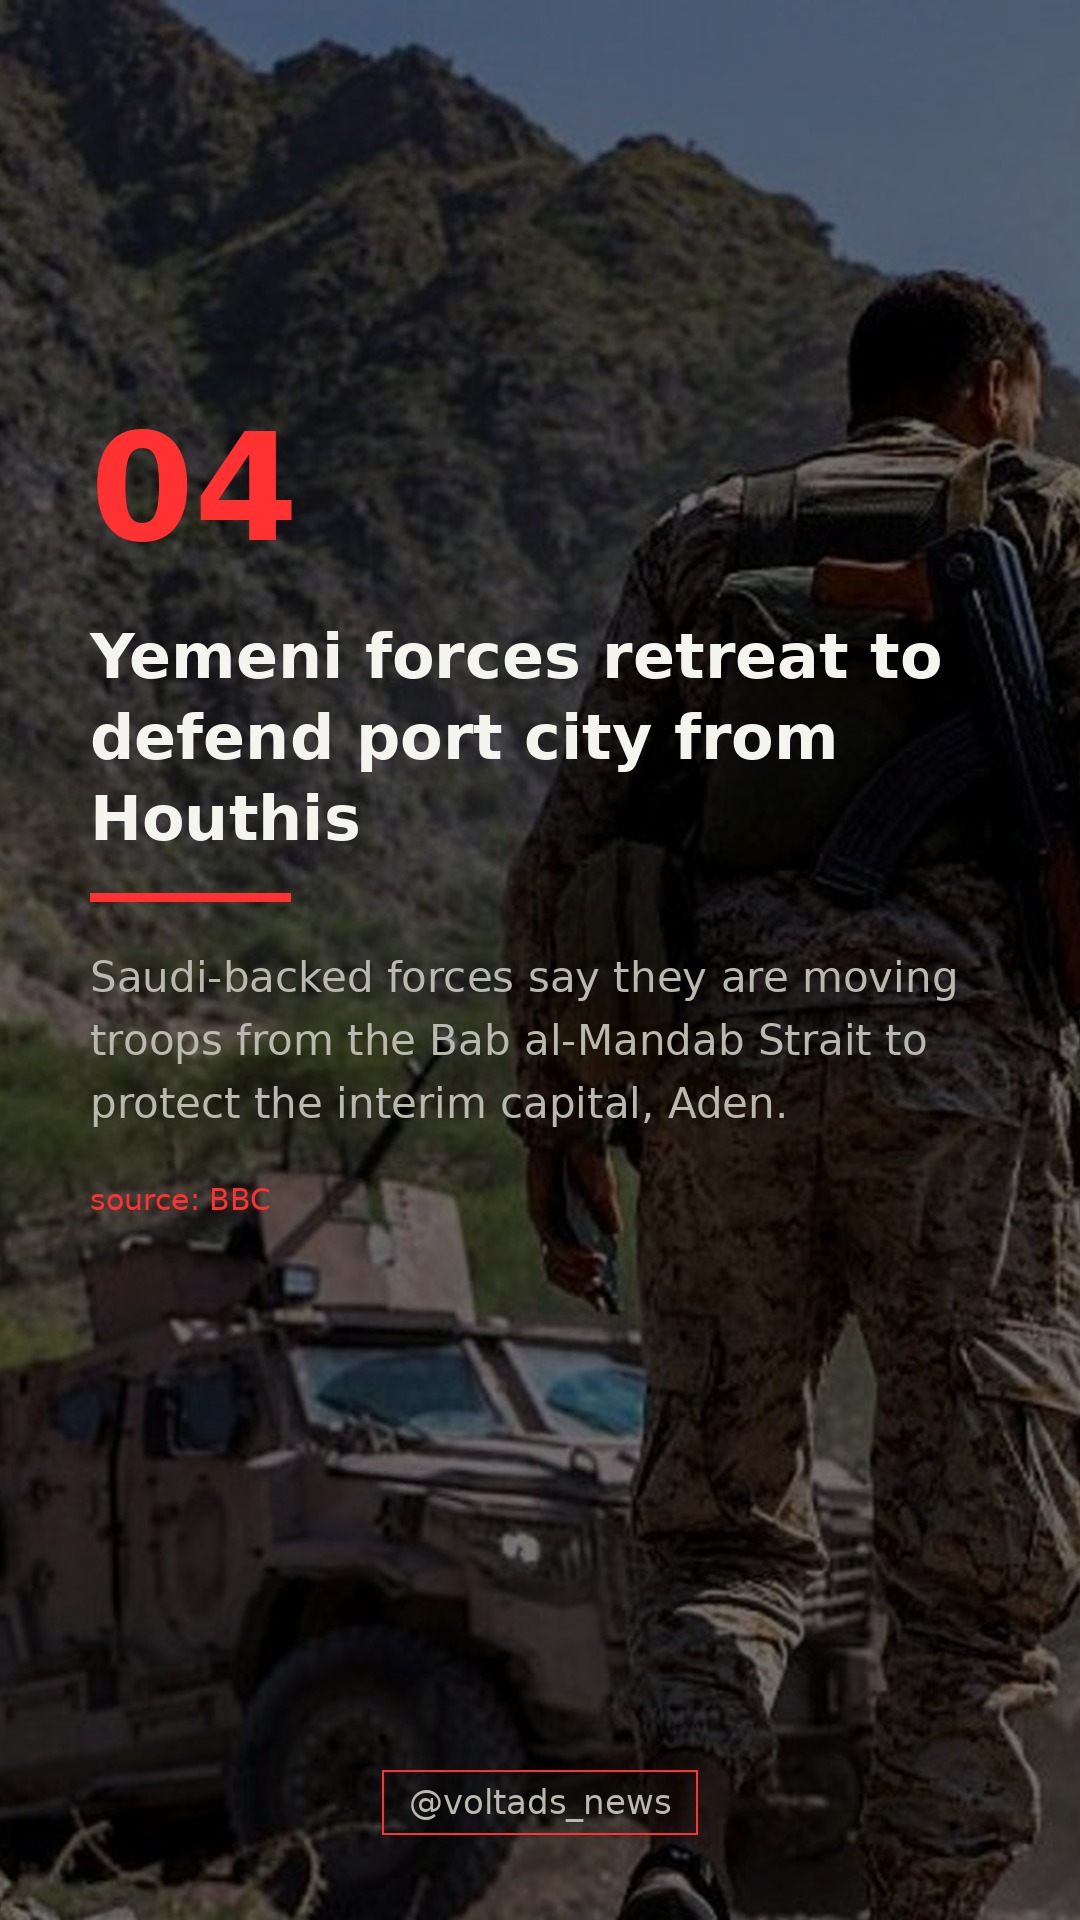 04
Yemeni forces retreat to
defend port city from
Houthis
Saudi-backed forces say they are moving
troops from the Bab al-Mandab Strait to
protect the interim capital, Aden.
source: BBC
@voltads_news